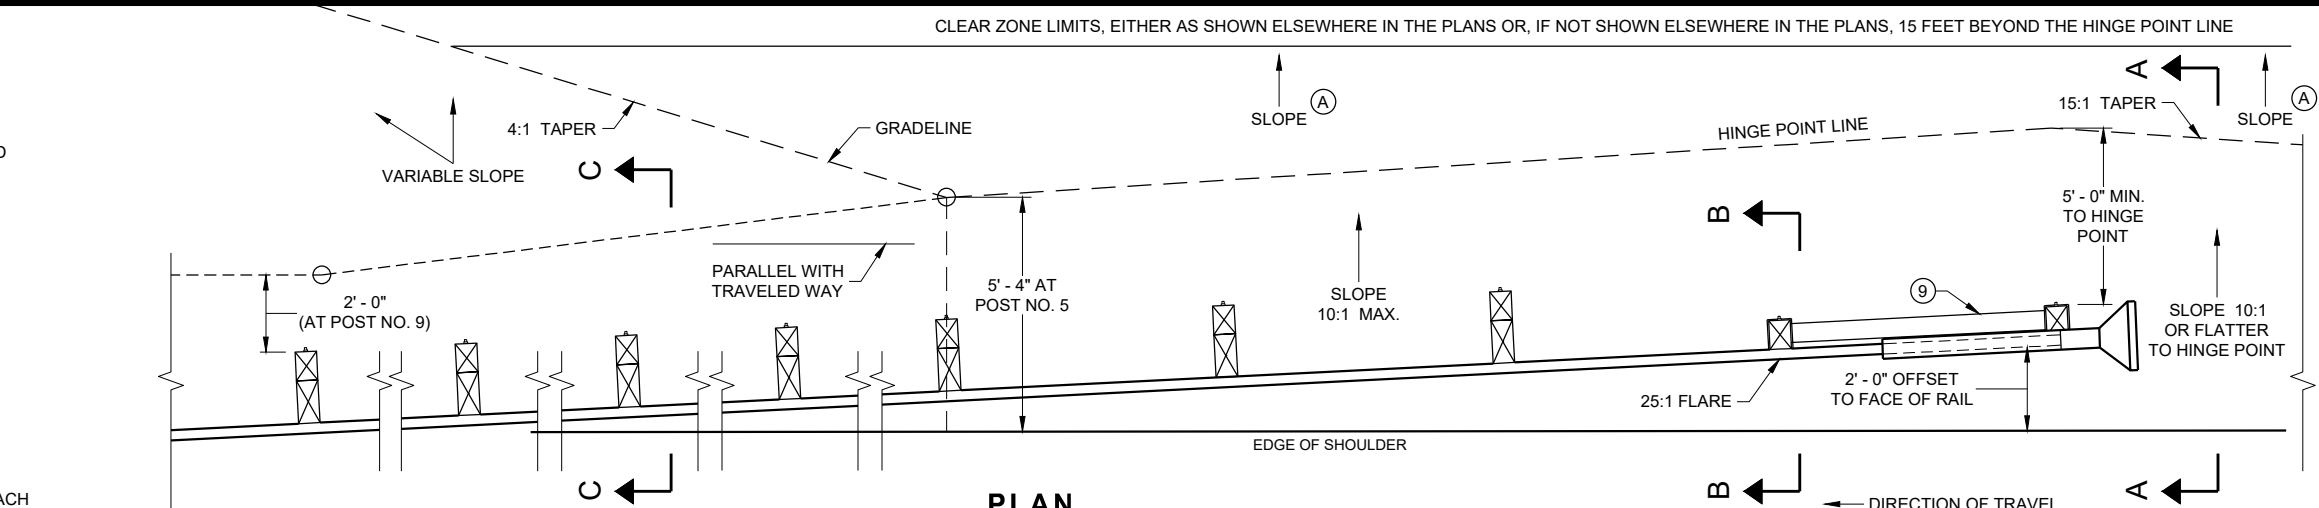 CLEAR ZONE LIMITS, EITHER AS SHOWN ELSEWHERE IN THE PLANS OR, IF NOT SHOWN ELSEWHERE IN THE PLANS, 15 FEET BEYOND THE HINGE POINT LINE
A
A
SLOPE
15:1 TAPER
A
SLOPE
4:1 TAPER
GRADELINE
HINGE POINT LINE
D
VARIABLE SLOPE
C
B
5' - 0" MIN.
TO HINGE
POINT
PARALLEL WITH
TRAVELED WAY
5' - 4" AT
POST NO. 5
2' - 0"
(AT POST NO. 9)
SLOPE
10:1 MAX.
9
SLOPE 10:1
OR FLATTER
TO HINGE POINT
2' - 0" OFFSET
TO FACE OF RAIL
25:1 FLARE
EDGE OF SHOULDER
ACH
C
PLAN
B
DIRECTION OF TRAVEL
A